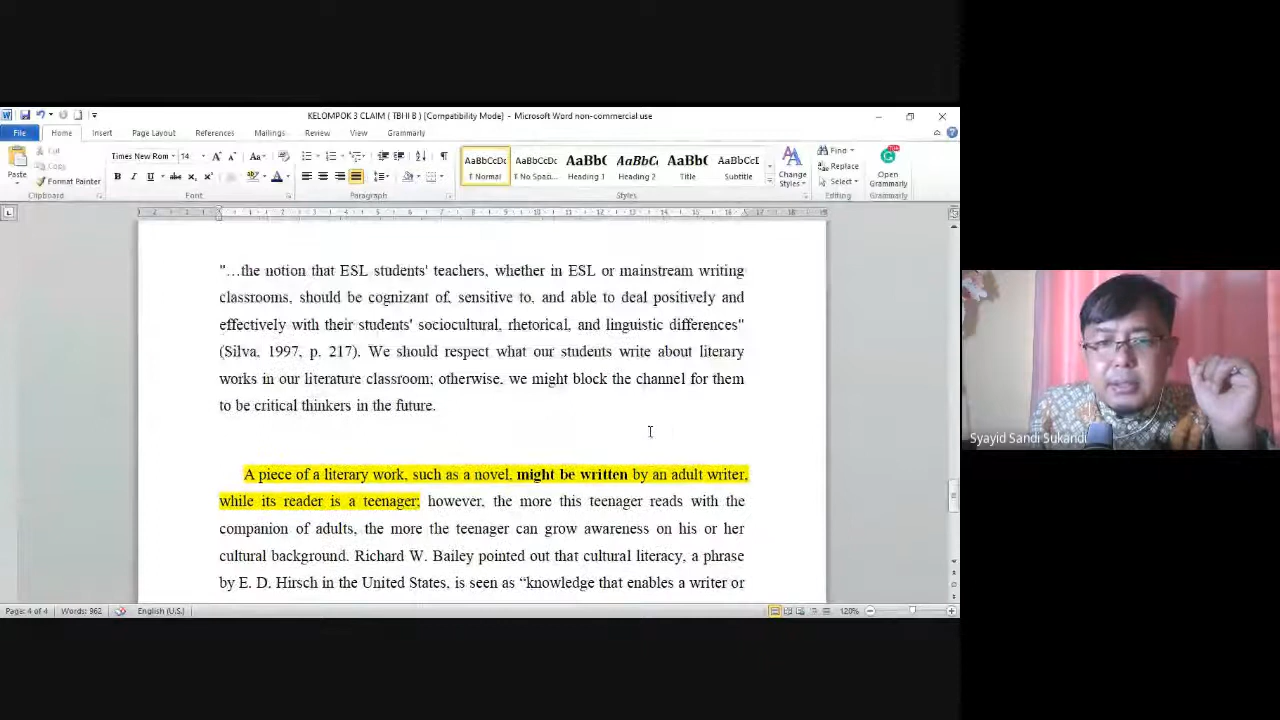 KELOMPOK 3 CLAIM ( TBHI B ) [Compatibility Mode] - Microsoft Word non-commercial use
File Home Insert Page Layout References Mailings Review View Grammarly
Cut
Copy
Format Painter
Paste
Clipboard
Times New Rom 14
Font
Paragraph
AaBbCcDc AaBbCcDc AaBbC AaBbCc AaBbC AaBbCcI
¶ Normal ¶ No Spaci... Heading 1 Heading 2 Title Subtitle
Styles
Change
Styles
Find
Replace
Select
Editing
Open
Grammarly
Grammarly
"…the notion that ESL students' teachers, whether in ESL or mainstream writing
classrooms, should be cognizant of, sensitive to, and able to deal positively and
effectively with their students' sociocultural, rhetorical, and linguistic differences"
(Silva, 1997, p. 217). We should respect what our students write about literary
works in our literature classroom; otherwise, we might block the channel for them
to be critical thinkers in the future.
A piece of a literary work, such as a novel, might be written by an adult writer,
while its reader is a teenager; however, the more this teenager reads with the
companion of adults, the more the teenager can grow awareness on his or her
cultural background. Richard W. Bailey pointed out that cultural literacy, a phrase
by E. D. Hirsch in the United States, is seen as “knowledge that enables a writer or
Page: 4 of 4 Words: 962 English (U.S.) 120%
Syayid Sandi Sukandi